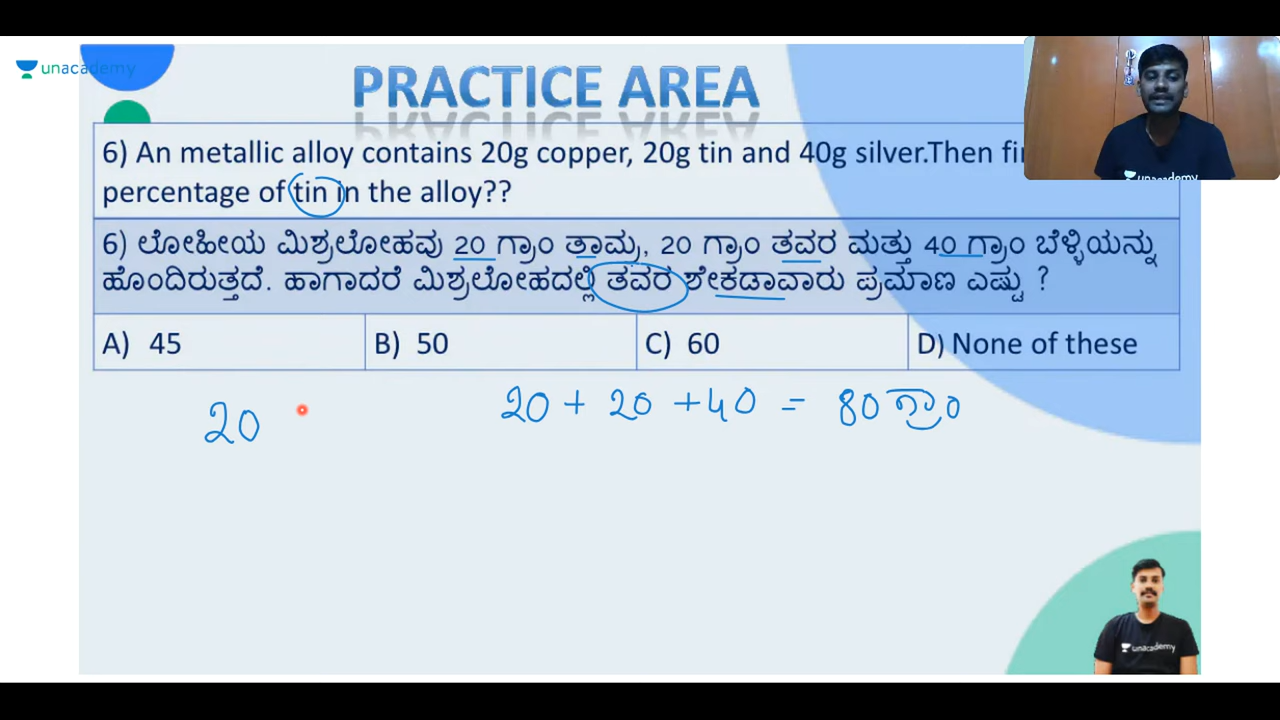 unacademy
PRACTICE AREA
6) An metallic alloy contains 20g copper, 20g tin and 40g silver.Then
percentage of tin in the alloy??
unacademy
6) ಲೋಹೀಯ ಮಿಶ್ರಲೋಹವು 20 ಗ್ರಾಂ ತಾಮ್ರ, 20 ಗ್ರಾಂ ತವರ ಮತ್ತು 40 ಗ್ರಾಂ ಬೆಳ್ಳಿಯನ್ನು
ಹೊಂದಿರುತ್ತದೆ. ಹಾಗಾದರೆ ಮಿಶ್ರಲೋಹದಲ್ಲಿ ತವರ ಶೇಕಡಾವಾರು ಪ್ರಮಾಣ ಎಷ್ಟು ?
A) 45 B) 50 C) 60 D) None of these
20 20 + 20 + 40 = 80 ಗ್ರಾಂ
unacademy